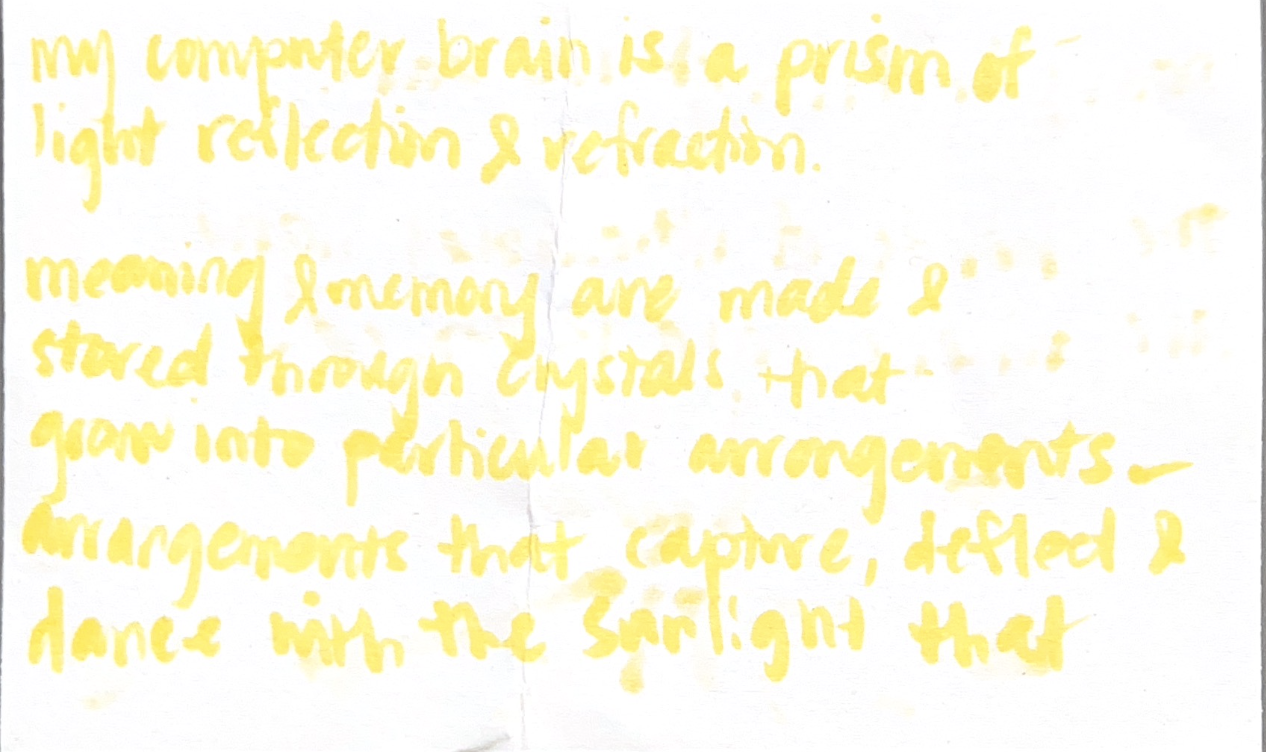 my computer brain is a prism of
light reflection & refraction.
meaning & memory are made &
stored through crystals that
grow into particular arrangements –
arrangements that capture, deflect &
dance with the sunlight that